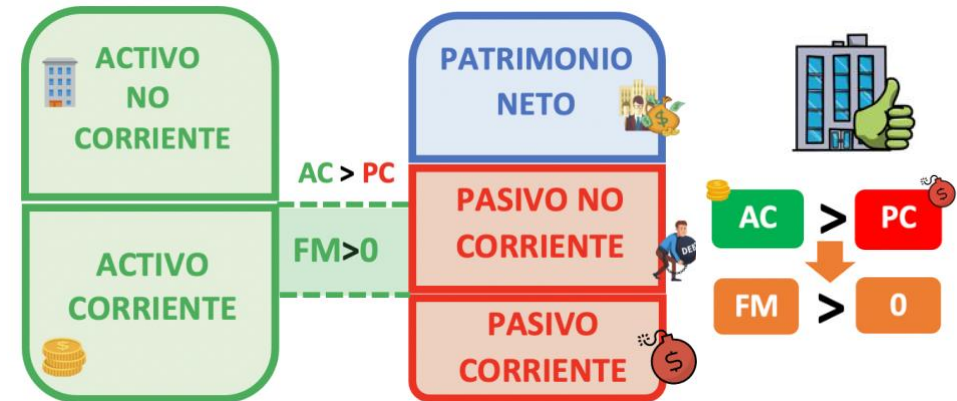 ACTIVO
NO
CORRIENTE
ACTIVO
CORRIENTE
AC > PC
FM>0
PATRIMONIO
NETO
PASIVO NO
CORRIENTE
DEBT
PASIVO
CORRIENTE
AC > PC
FM > 0